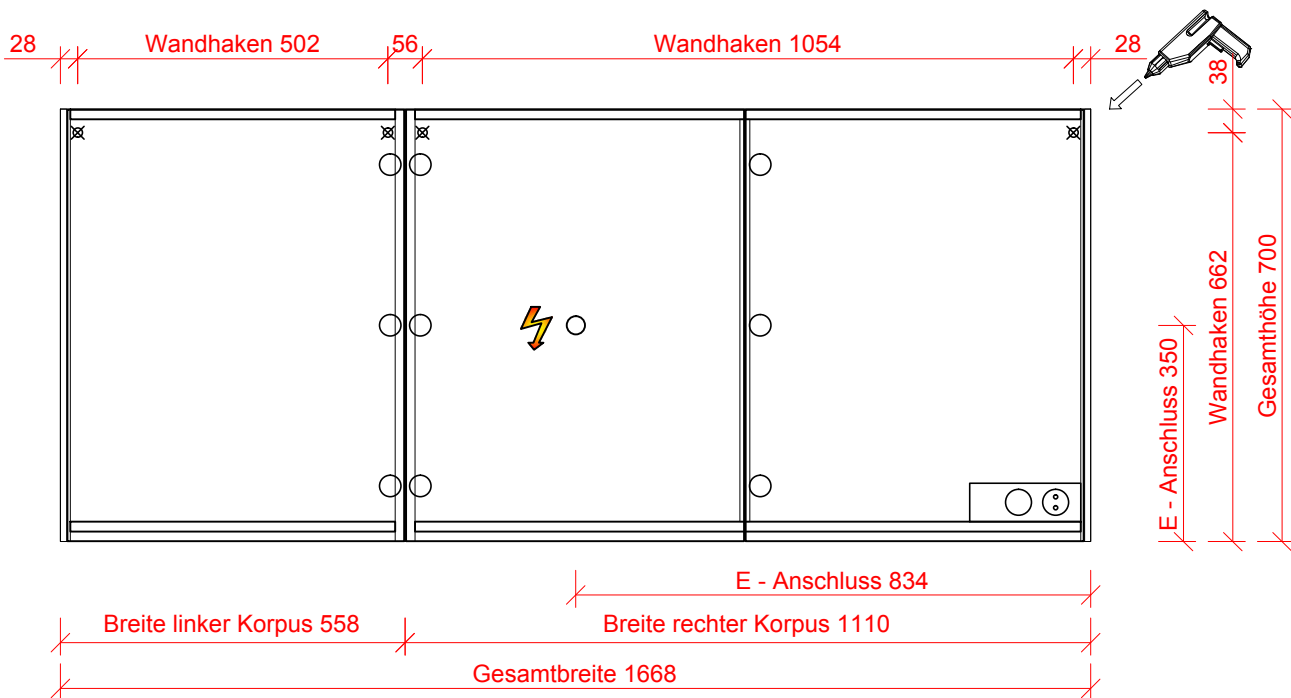 28
Wandhaken 502
56
Wandhaken 1054
28
38
Wandhaken 662
Gesamthöhe 700
E - Anschluss 350
E - Anschluss 834
Breite linker Korpus 558
Breite rechter Korpus 1110
Gesamtbreite 1668